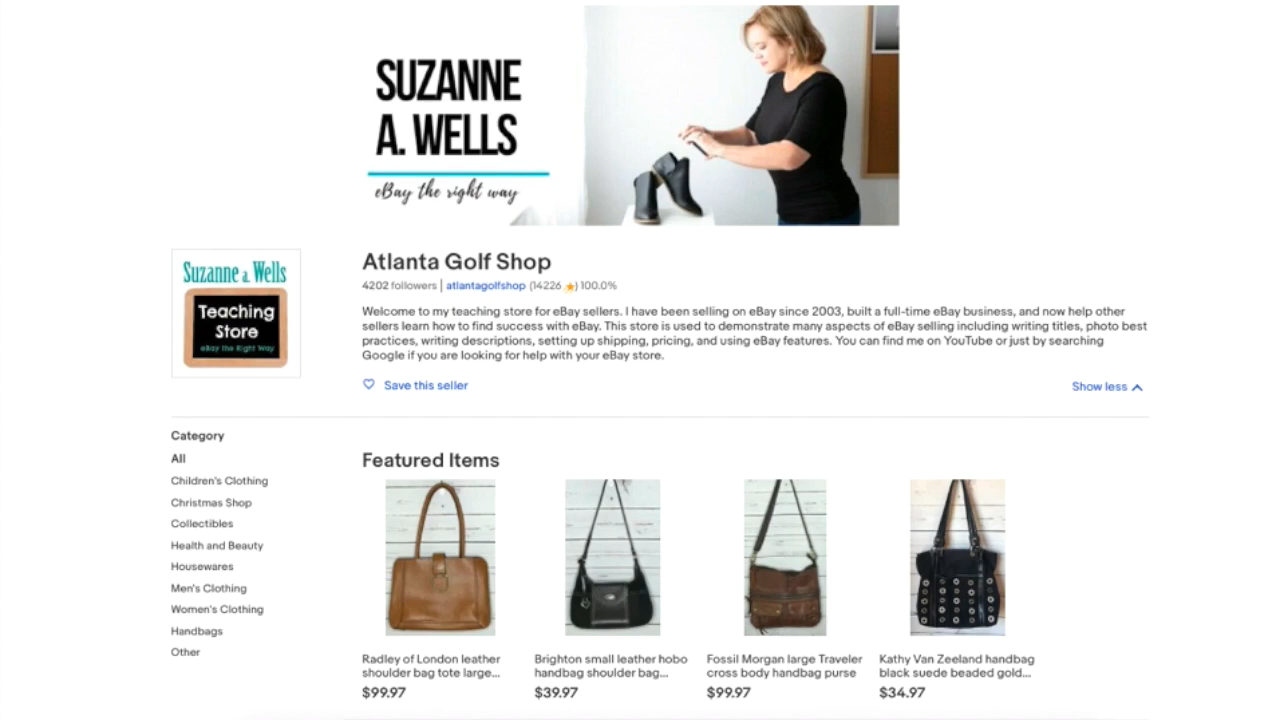 SUZANNE
A. WELLS
eBay the right way
Suzanne a. Wells
Teaching
Store
eBay the Right Way
Atlanta Golf Shop
4202 followers | atlantagolfshop (14226 ) 100.0%
Welcome to my teaching store for eBay sellers. I have been selling on eBay since 2003, built a full-time eBay business, and now help other
sellers learn how to find success with eBay. This store is used to demonstrate many aspects of eBay selling including writing titles, photo best
practices, writing descriptions, setting up shipping, pricing, and using eBay features. You can find me on YouTube or just by searching
Google if you are looking for help with your eBay store.
Save this seller
Show less
Category
All
Children's Clothing
Christmas Shop
Collectibles
Health and Beauty
Housewares
Men's Clothing
Women's Clothing
Handbags
Other
Featured Items
Radley of London leather
shoulder bag tote large...
$99.97
Brighton small leather hobo
handbag shoulder bag...
$39.97
Fossil Morgan large Traveler
cross body handbag purse
$99.97
Kathy Van Zeeland handbag
black suede beaded gold...
$34.97